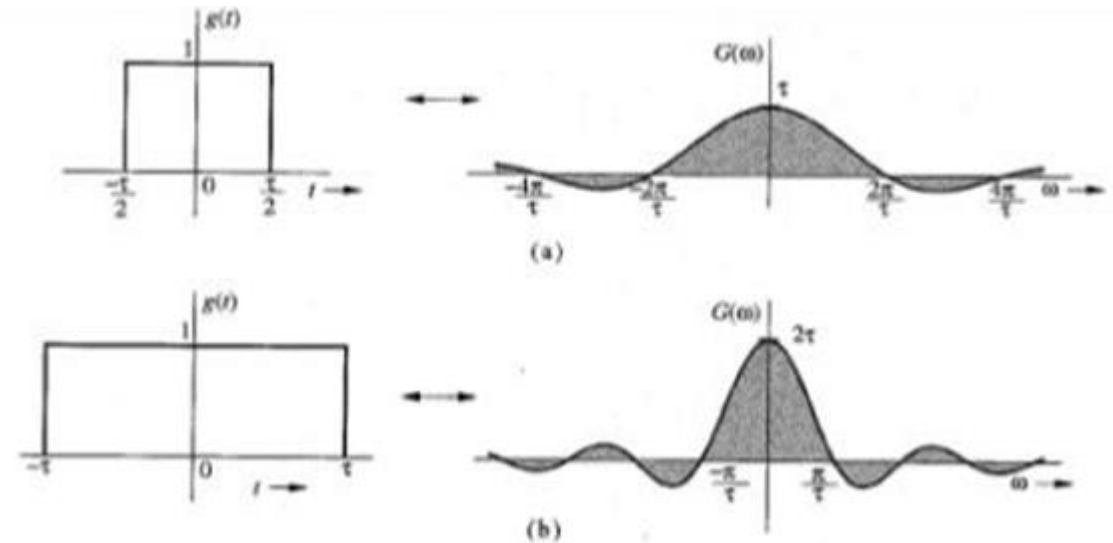 g(t)
1
-τ/2
0
τ/2
t
G(ω)
τ
-4π/τ
-2π/τ
2π/τ
4π/τ
ω
(a)
g(t)
1
-τ
0
τ
t
G(ω)
2τ
-π/τ
π/τ
ω
(b)